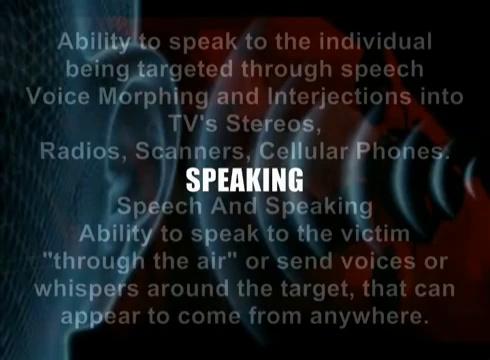 Ability to speak to the individual
being targeted through speech
Voice Morphing and Interjections into
TV's Stereos,
Radios, Scanners, Cellular Phones.
SPEAKING
Speech And Speaking
Ability to speak to the victim
"through the air" or send voices or
whispers around the target, that can
appear to come from anywhere.